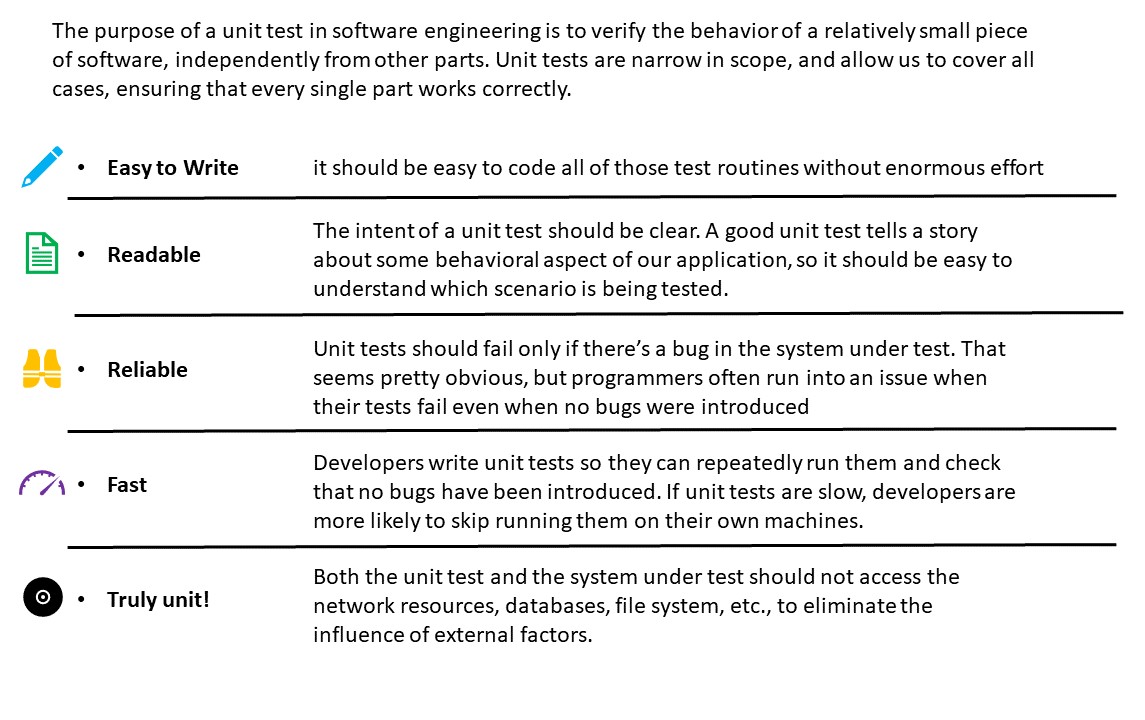 The purpose of a unit test in software engineering is to verify the behavior of a relatively small piece
of software, independently from other parts. Unit tests are narrow in scope, and allow us to cover all
cases, ensuring that every single part works correctly.
• Easy to Write it should be easy to code all of those test routines without enormous effort
The intent of a unit test should be clear. A good unit test tells a story
• Readable about some behavioral aspect of our application, so it should be easy to
understand which scenario is being tested.
Unit tests should fail only if there’s a bug in the system under test. That
• Reliable seems pretty obvious, but programmers often run into an issue when
their tests fail even when no bugs were introduced
Developers write unit tests so they can repeatedly run them and check
• Fast that no bugs have been introduced. If unit tests are slow, developers are
more likely to skip running them on their own machines.
Both the unit test and the system under test should not access the
• Truly unit! network resources, databases, file system, etc., to eliminate the
influence of external factors.